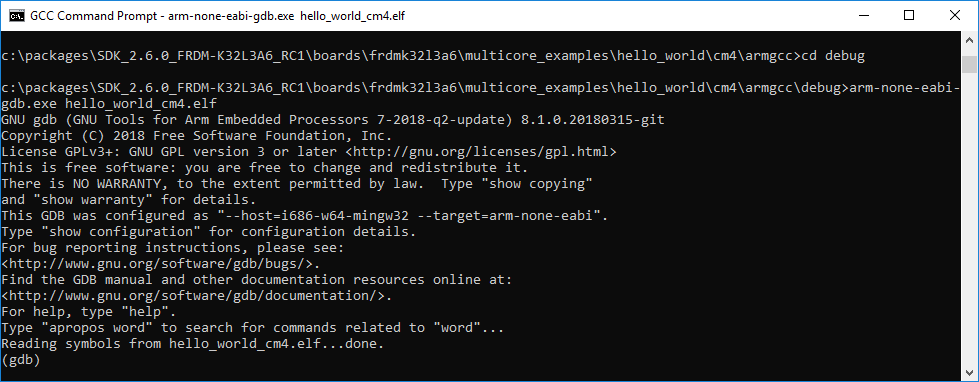 GCC Command Prompt - arm-none-eabi-gdb.exe hello_world_cm4.elf
c:\packages\SDK_2.6.0_FRDM-K32L3A6_RC1\boards\frdmk32l3a6\multicore_examples\hello_world\cm4\armgcc>cd debug
c:\packages\SDK_2.6.0_FRDM-K32L3A6_RC1\boards\frdmk32l3a6\multicore_examples\hello_world\cm4\armgcc\debug>arm-none-eabi-
gdb.exe hello_world_cm4.elf
GNU gdb (GNU Tools for Arm Embedded Processors 7-2018-q2-update) 8.1.0.20180315-git
Copyright (C) 2018 Free Software Foundation, Inc.
License GPLv3+: GNU GPL version 3 or later <http://gnu.org/licenses/gpl.html>
This is free software: you are free to change and redistribute it.
There is NO WARRANTY, to the extent permitted by law.  Type "show copying"
and "show warranty" for details.
This GDB was configured as "--host=i686-w64-mingw32 --target=arm-none-eabi".
Type "show configuration" for configuration details.
For bug reporting instructions, please see:
<http://www.gnu.org/software/gdb/bugs/>.
Find the GDB manual and other documentation resources online at:
<http://www.gnu.org/software/gdb/documentation/>.
For help, type "help".
Type "apropos word" to search for commands related to "word"...
Reading symbols from hello_world_cm4.elf...done.
(gdb)